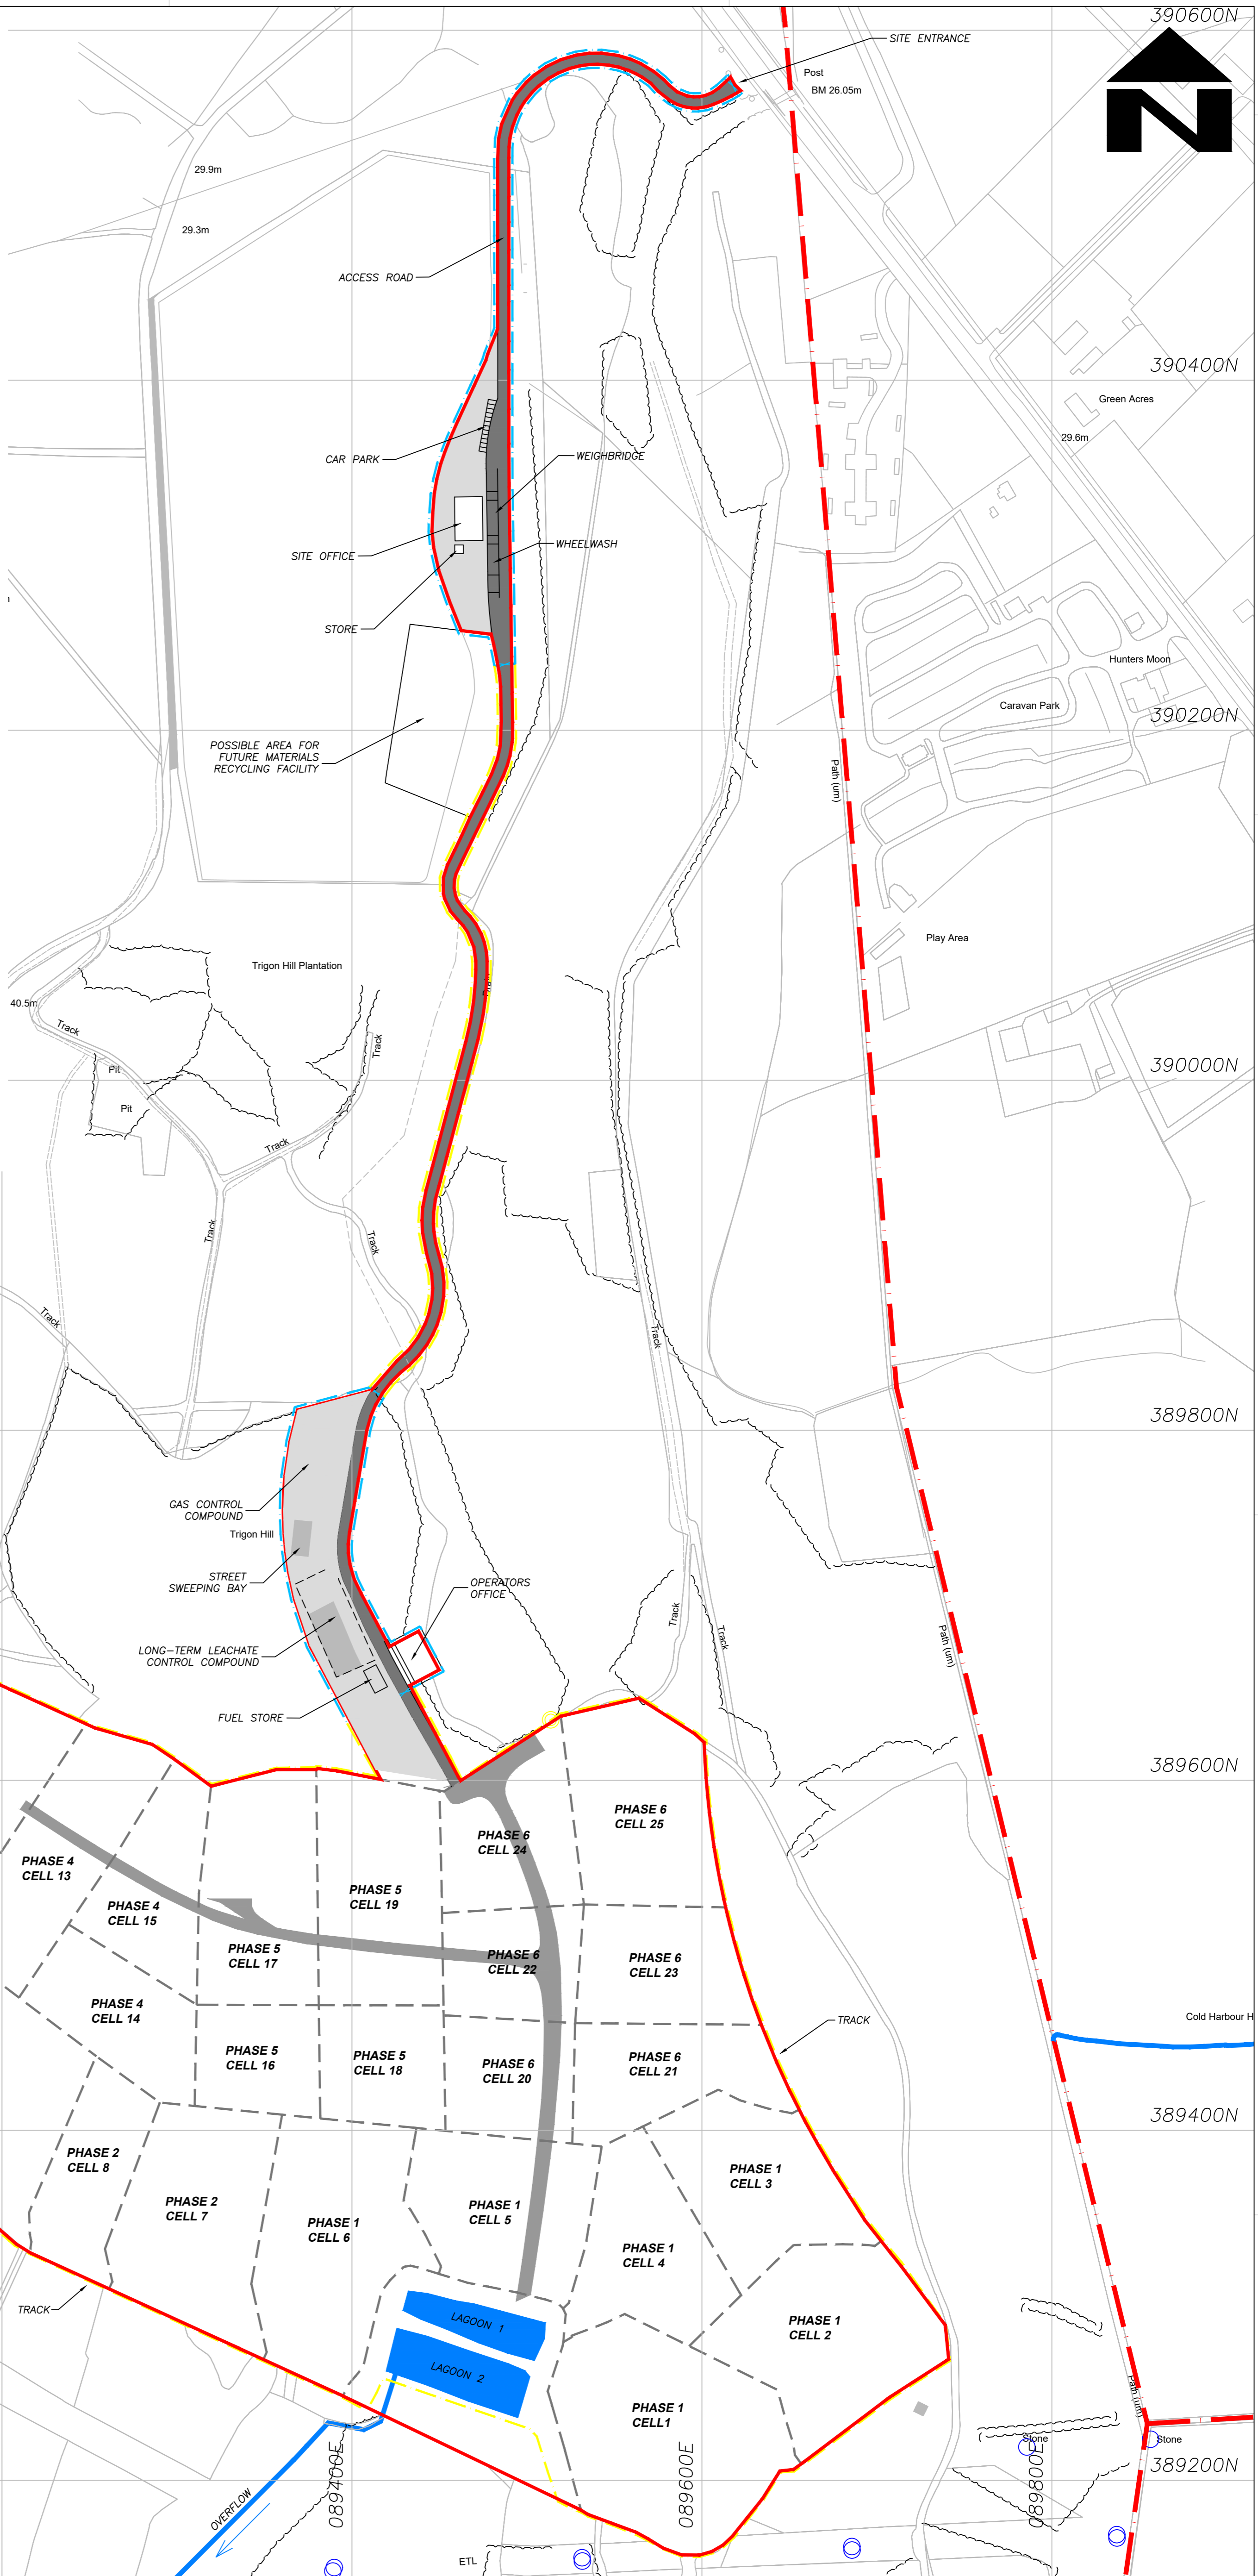 390600N
SITE ENTRANCE
N
Post
BM 26.05m
29.9m
29.3m
ACCESS ROAD
390400N
Green Acres
29.6m
CAR PARK
WEIGHBRIDGE
SITE OFFICE
WHEELWASH
STORE
Hunters Moon
Caravan Park
390200N
POSSIBLE AREA FOR
FUTURE MATERIALS
RECYCLING FACILITY
Path (um)
Play Area
Trigon Hill Plantation
40.5m
Track
Track
Pit
Pit
390000N
Track
Track
Track
Track
Track
389800N
GAS CONTROL
COMPOUND
Trigon Hill
STREET
SWEEPING BAY
OPERATORS
OFFICE
Track
Track
Path (um)
LONG-TERM LEACHATE
CONTROL COMPOUND
FUEL STORE
389600N
PHASE 6
CELL 25
PHASE 6
CELL 24
PHASE 4
CELL 13
PHASE 5
CELL 19
PHASE 4
CELL 15
PHASE 5
CELL 17
PHASE 6
CELL 22
PHASE 6
CELL 23
PHASE 4
CELL 14
Cold Harbour H
TRACK
PHASE 5
CELL 16
PHASE 5
CELL 18
PHASE 6
CELL 20
PHASE 6
CELL 21
389400N
PHASE 2
CELL 8
PHASE 1
CELL 3
PHASE 2
CELL 7
PHASE 1
CELL 5
PHASE 1
CELL 6
PHASE 1
CELL 4
TRACK
LAGOON 1
PHASE 1
CELL 2
LAGOON 2
Path (um)
PHASE 1
CELL1
Stone
Stone
389200N
089400E
089600E
089800E
OVERFLOW
ETL